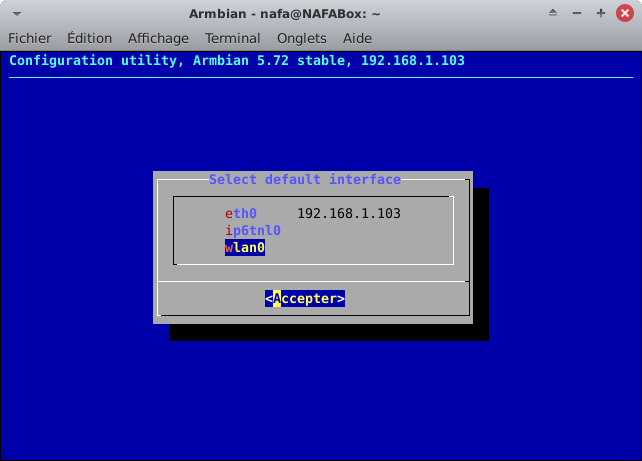 Armbian - nafa@NAFABox: ~
Fichier Édition Affichage Terminal Onglets Aide
Configuration utility, Armbian 5.72 stable, 192.168.1.103
Select default interface
eth0 192.168.1.103
ip6tnl0
wlan0
<Accepter>